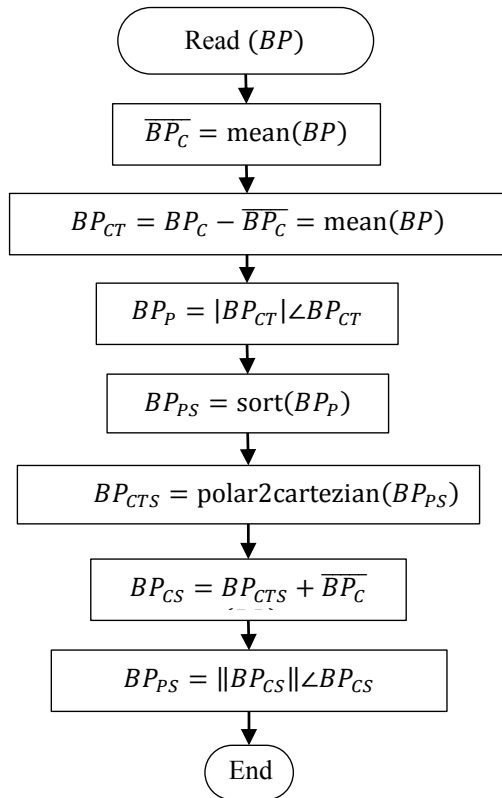 Read (𝐵𝑃)
$\overline{BP_C}$ = mean(𝐵𝑃)
$BP_{CT} = BP_C - \overline{BP_C}$ = mean(𝐵𝑃)
$BP_P = |BP_{CT}|\angle BP_{CT}$
$BP_{PS}$ = sort($BP_P$)
$BP_{CTS}$ = polar2cartezian($BP_{PS}$)
$BP_{CS} = BP_{CTS} + \overline{BP_C}$
$BP_{PS} = \|BP_{CS}\|\angle BP_{CS}$
End